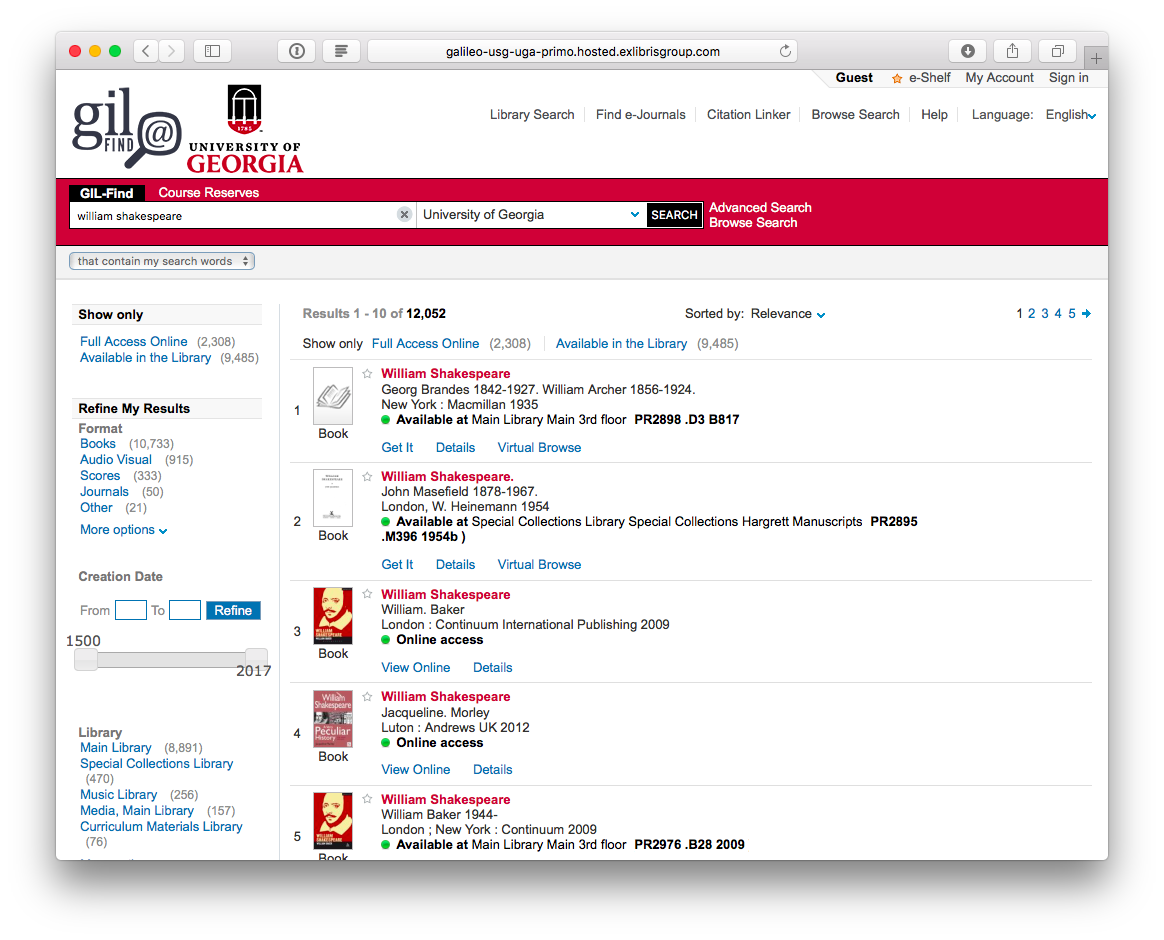 galileo-usg-uga-primo.hosted.exlibrisgroup.com
Guest e-Shelf My Account Sign in
gil
FIND @
1785
UNIVERSITY OF
GEORGIA
Library Search Find e-Journals Citation Linker Browse Search Help Language: English
GIL-Find Course Reserves
william shakespeare University of Georgia SEARCH Advanced Search
Browse Search
that contain my search words
Show only
Full Access Online (2,308)
Available in the Library (9,485)
Refine My Results
Format
Books (10,733)
Audio Visual (915)
Scores (333)
Journals (50)
Other (21)
More options
Creation Date
From To Refine
1500
2017
Library
Main Library (8,891)
Special Collections Library
(470)
Music Library (256)
Media, Main Library (157)
Curriculum Materials Library
(76)
Results 1 - 10 of 12,052 Sorted by: Relevance 1 2 3 4 5
Show only Full Access Online (2,308) Available in the Library (9,485)
1
Book
William Shakespeare
Georg Brandes 1842-1927. William Archer 1856-1924.
New York : Macmillan 1935
Available at Main Library Main 3rd floor PR2898 .D3 B817
Get It Details Virtual Browse
2
Book
William Shakespeare.
John Masefield 1878-1967.
London, W. Heinemann 1954
Available at Special Collections Library Special Collections Hargrett Manuscripts PR2895
.M396 1954b )
Get It Details Virtual Browse
3
WILLIAM
SHAKESPEARE
Book
William Shakespeare
William. Baker
London : Continuum International Publishing 2009
Online access
View Online Details
4
William
Shakespeare
Peculiar
History
Book
William Shakespeare
Jacqueline. Morley
Luton : Andrews UK 2012
Online access
View Online Details
5
WILLIAM
SHAKESPEARE
Book
William Shakespeare
William Baker 1944-
London ; New York : Continuum 2009
Available at Main Library Main 3rd floor PR2976 .B28 2009